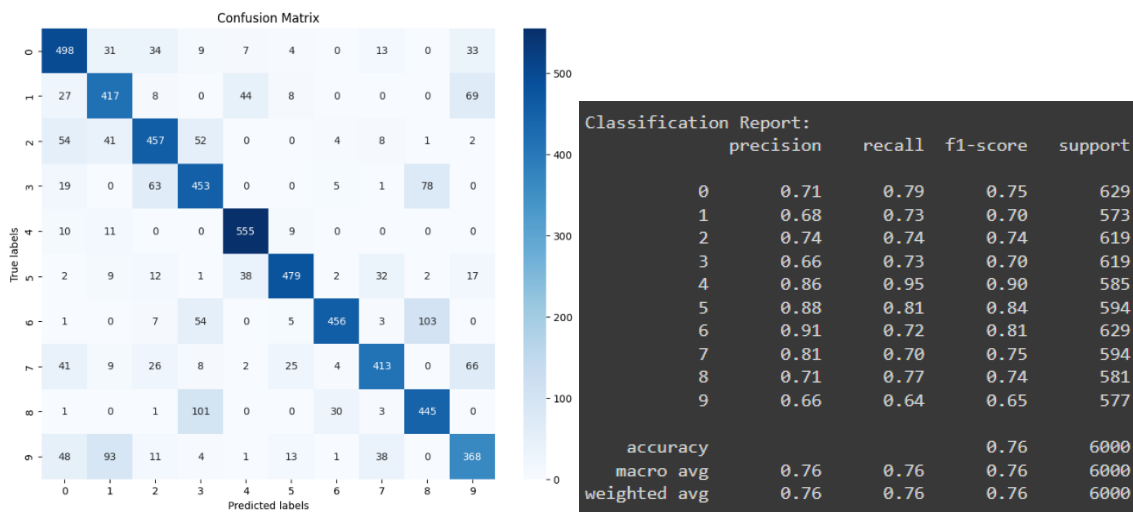 Confusion Matrix
0 498 31 34 9 7 4 0 13 0 33
1 27 417 8 0 44 8 0 0 0 69
2 54 41 457 52 0 0 4 8 1 2
3 19 0 63 453 0 0 5 1 78 0
4 10 11 0 0 555 9 0 0 0 0
5 2 9 12 1 38 479 2 32 2 17
6 1 0 7 54 0 5 456 3 103 0
7 41 9 26 8 2 25 4 413 0 66
8 1 0 1 101 0 0 30 3 445 0
9 48 93 11 4 1 13 1 38 0 368
0 1 2 3 4 5 6 7 8 9
Predicted labels
True labels
500
400
300
200
100
0
Classification Report:
precision recall f1-score support
0 0.71 0.79 0.75 629
1 0.68 0.73 0.70 573
2 0.74 0.74 0.74 619
3 0.66 0.73 0.70 619
4 0.86 0.95 0.90 585
5 0.88 0.81 0.84 594
6 0.91 0.72 0.81 629
7 0.81 0.70 0.75 594
8 0.71 0.77 0.74 581
9 0.66 0.64 0.65 577
accuracy 0.76 6000
macro avg 0.76 0.76 0.76 6000
weighted avg 0.76 0.76 0.76 6000